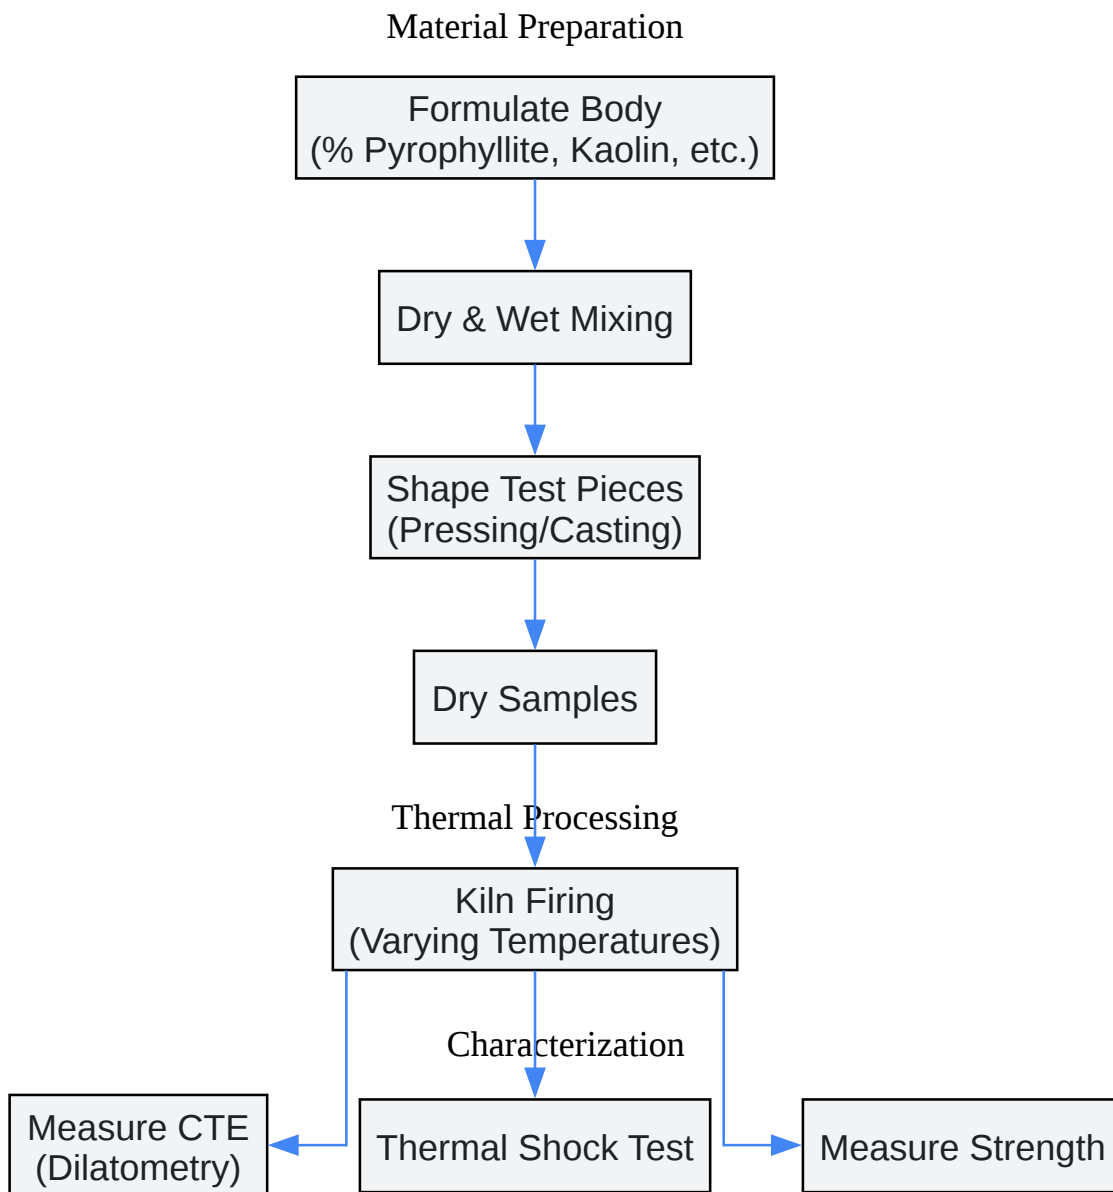 Material Preparation
Formulate Body
(% Pyrophyllite, Kaolin, etc.)
Dry & Wet Mixing
Shape Test Pieces
(Pressing/Casting)
Dry Samples
Thermal Processing
Kiln Firing
(Varying Temperatures)
Characterization
Measure CTE
(Dilatometry)
Thermal Shock Test
Measure Strength